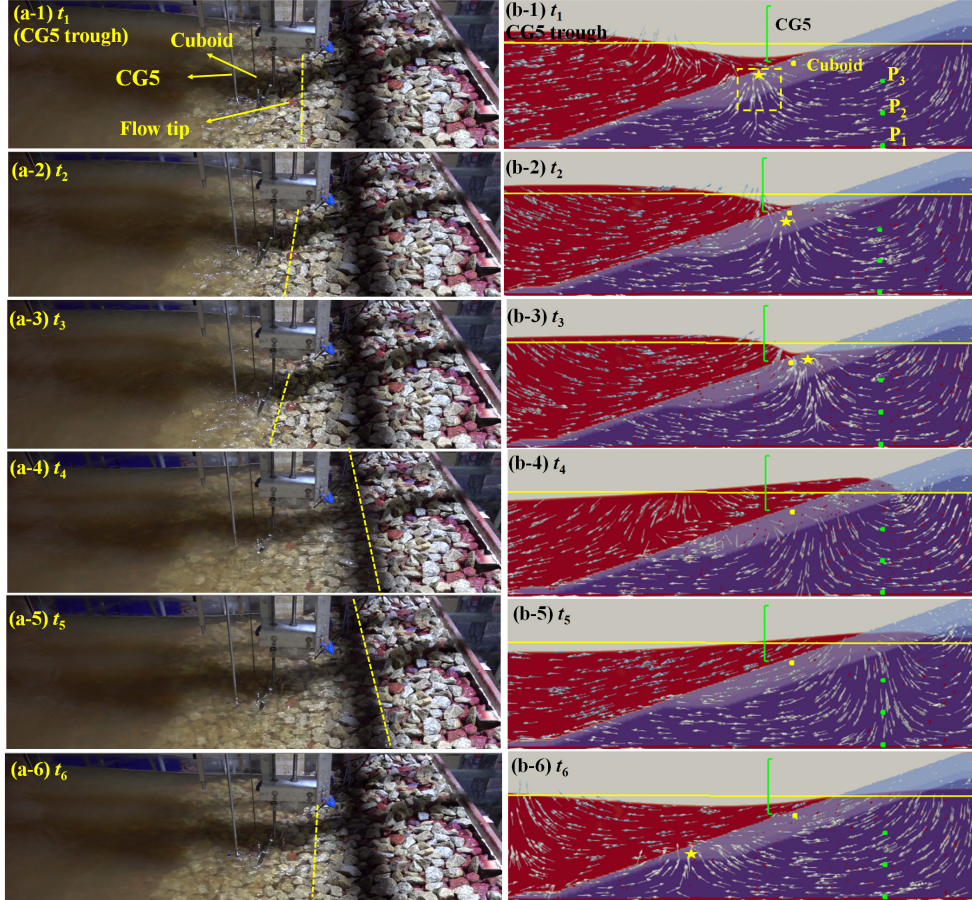 (a-1) t₁
(CG5 trough)
Cuboid
CG5
Flow tip
(b-1) t₁
CG5 trough
CG5
Cuboid
P₃
P₂
P₁
(a-2) t₂
(b-2) t₂
(a-3) t₃
(b-3) t₃
(a-4) t₄
(b-4) t₄
(a-5) t₅
(b-5) t₅
(a-6) t₆
(b-6) t₆